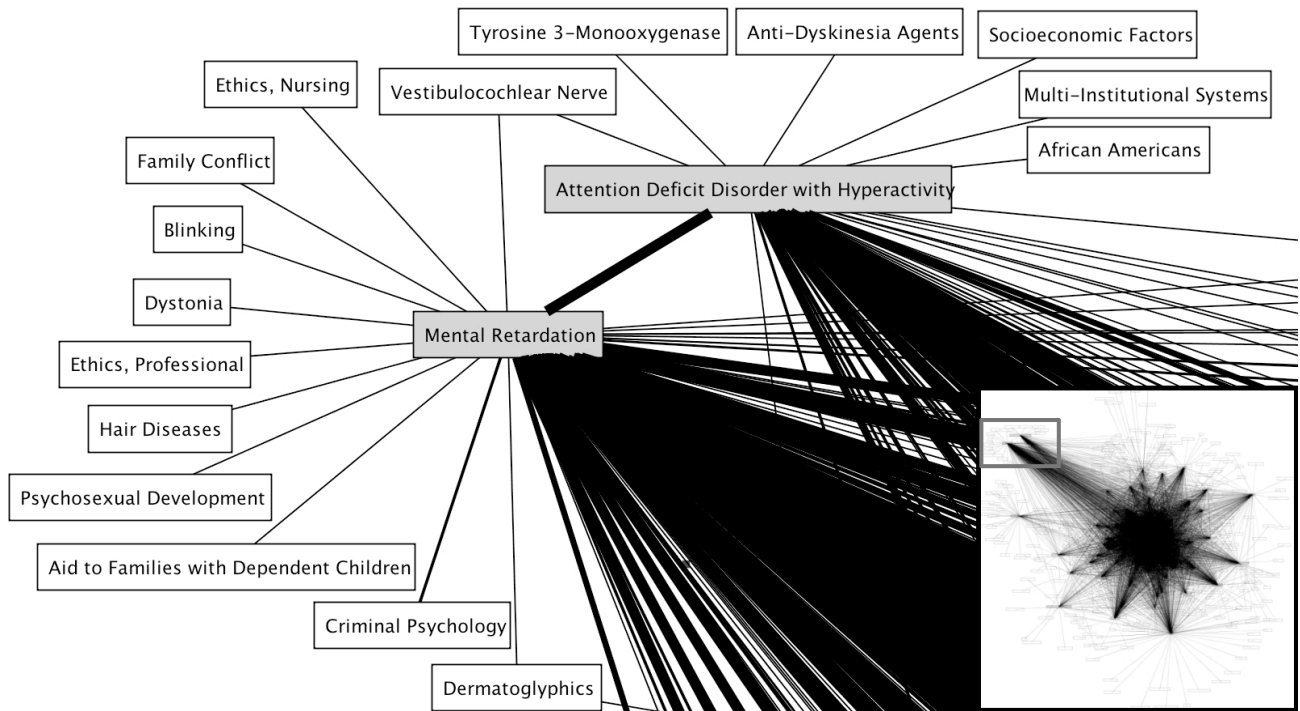 Tyrosine 3-Monooxygenase
Anti-Dyskinesia Agents
Socioeconomic Factors
Ethics, Nursing
Vestibulocochlear Nerve
Multi-Institutional Systems
Family Conflict
African Americans
Attention Deficit Disorder with Hyperactivity
Blinking
Dystonia
Mental Retardation
Ethics, Professional
Hair Diseases
Psychosexual Development
Aid to Families with Dependent Children
Criminal Psychology
Dermatoglyphics